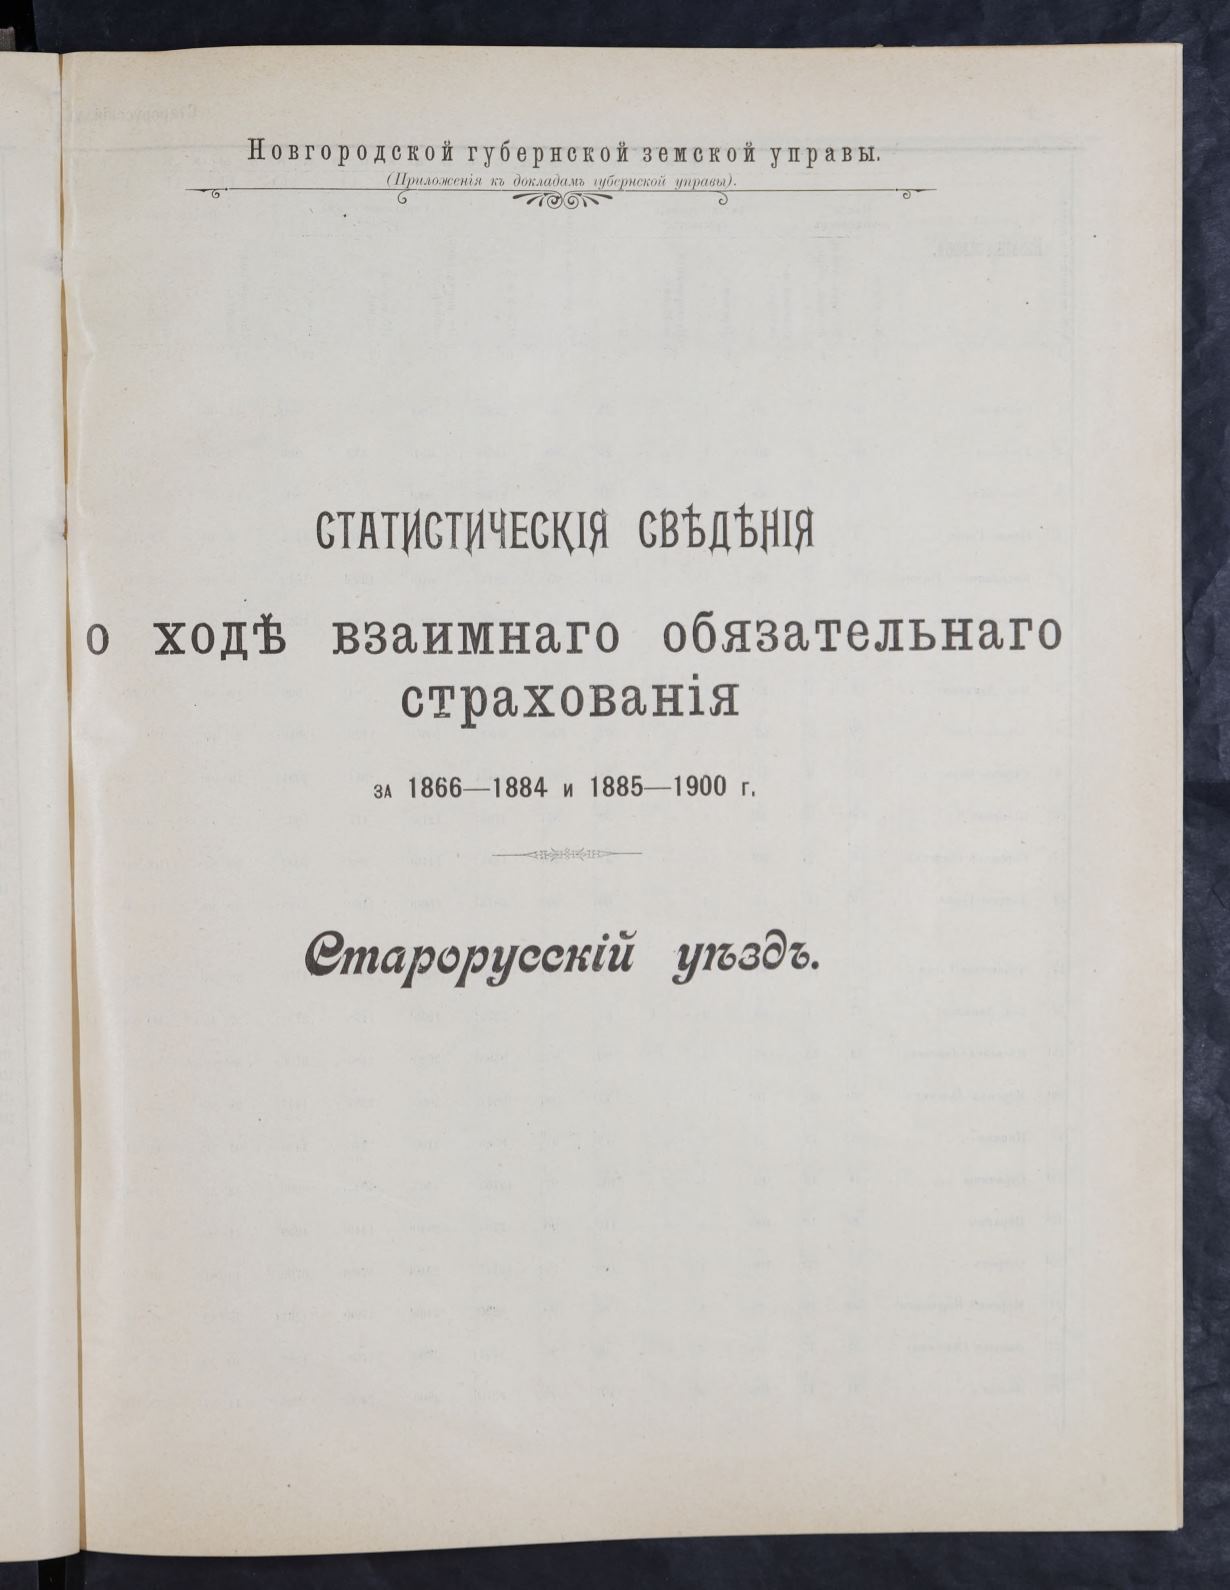 Новгородской губернской земской управы.
(Приложенія къ докладамъ губернской управы).
СТАТИСТИЧЕСКІЯ СВѢДѢНІЯ
о ходѣ взаимнаго обязательнаго
страхованія
за 1866—1884 и 1885—1900 г.
Старорусскій уѣздъ.